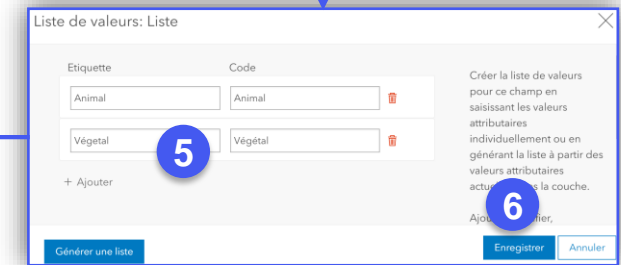 Liste de valeurs: Liste
Etiquette Code
Animal Animal
Végetal Végétal
5
+ Ajouter
Créer la liste de valeurs
pour ce champ en
saisissant les valeurs
attributaires
individuellement ou en
générant la liste à partir des
valeurs attributaires
la couche.
6
Générer une liste
Enregistrer Annuler